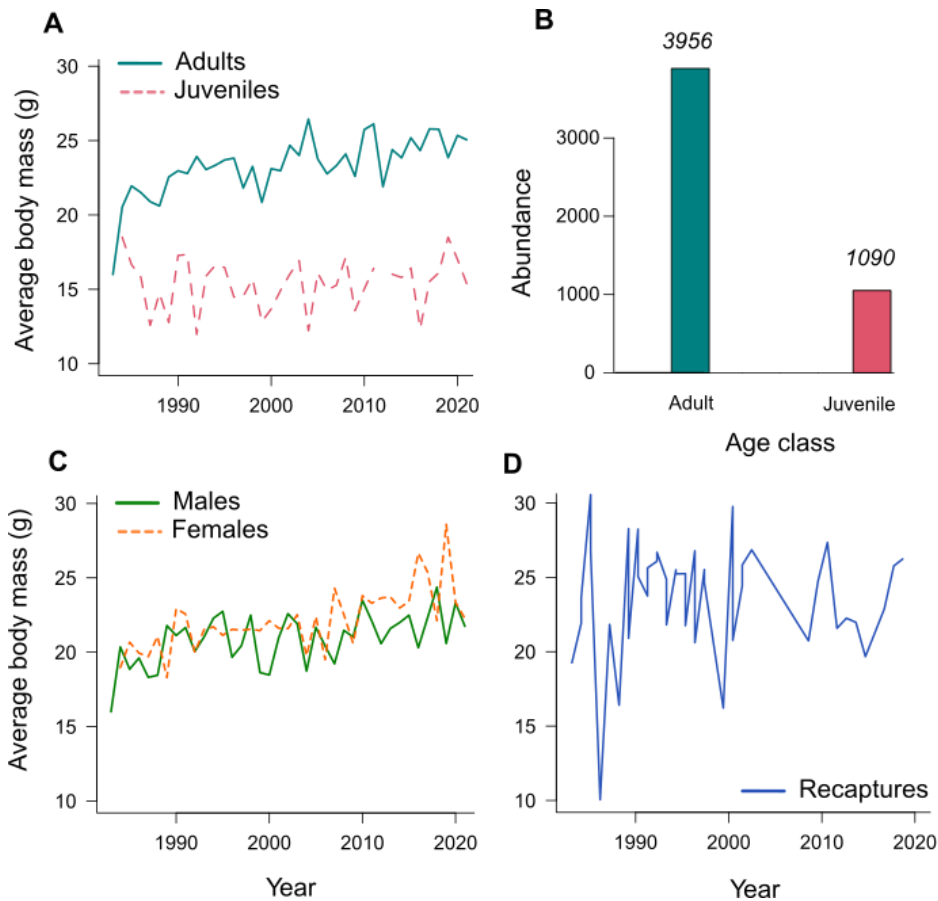 A
Adults
Juveniles
Average body mass (g)
30
25
20
15
10
1990
2000
2010
2020
B
3956
1090
Abundance
3000
2000
1000
0
Adult
Juvenile
Age class
C
Males
Females
Average body mass (g)
30
25
20
15
10
1990
2000
2010
2020
Year
D
30
25
20
15
10
Recaptures
1990
2000
2010
2020
Year